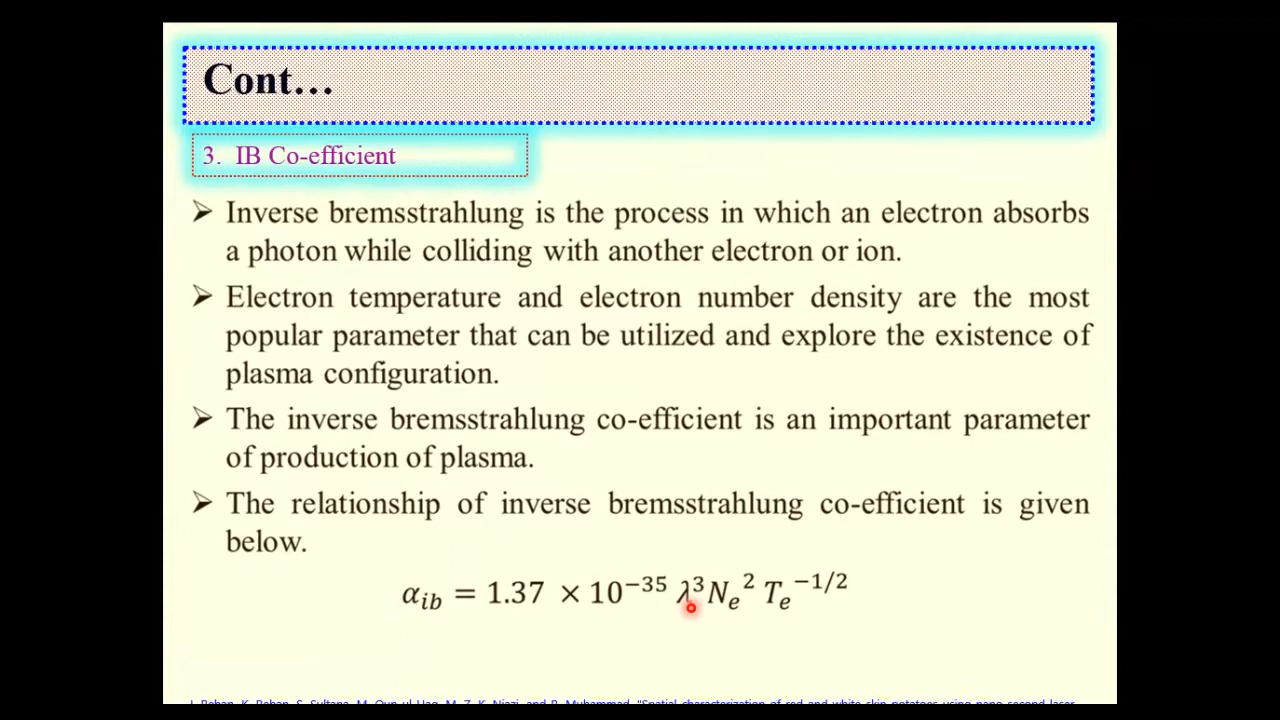 Cont…
3. IB Co-efficient
➢ Inverse bremsstrahlung is the process in which an electron absorbs
a photon while colliding with another electron or ion.
➢ Electron temperature and electron number density are the most
popular parameter that can be utilized and explore the existence of
plasma configuration.
➢ The inverse bremsstrahlung co-efficient is an important parameter
of production of plasma.
➢ The relationship of inverse bremsstrahlung co-efficient is given
below.
α_{ib} = 1.37 × 10^{−35} λ^{3} N_{e}^{2} T_{e}^{−1/2}